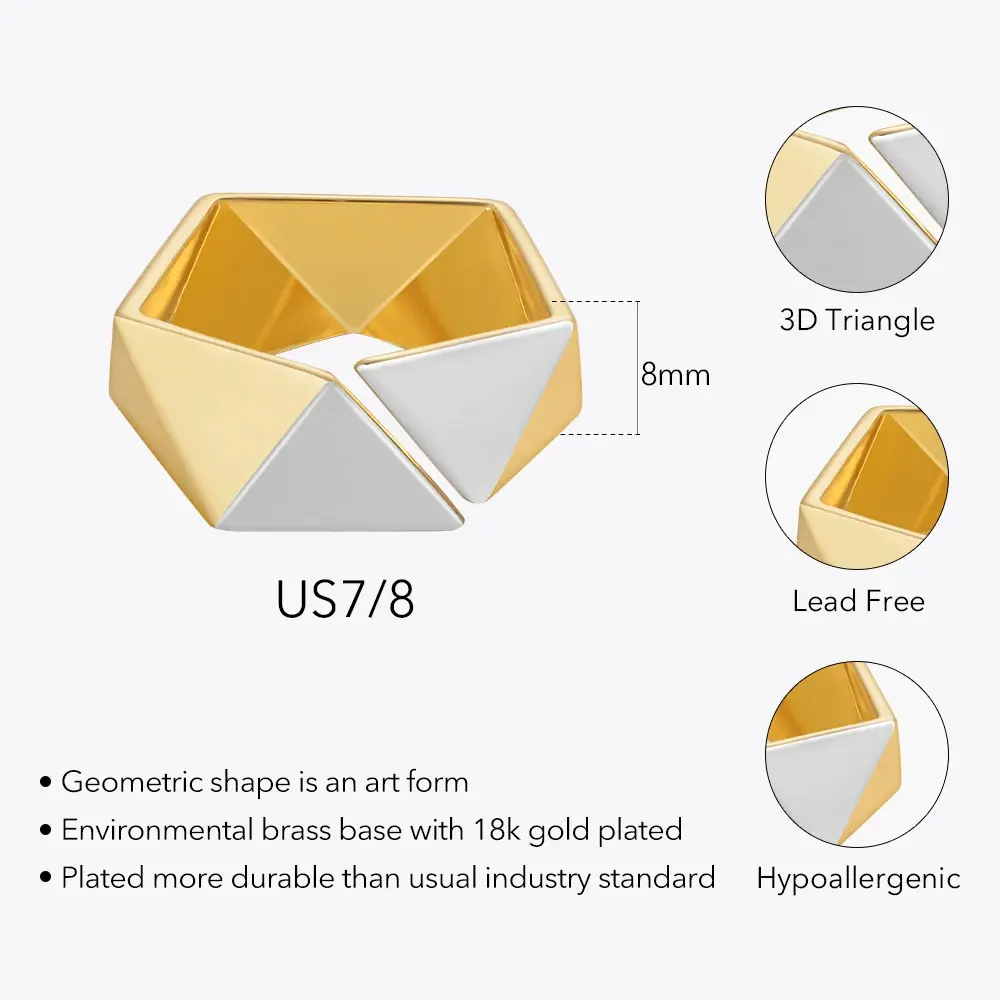 3D Triangle
8mm
US7/8
Lead Free
• Geometric shape is an art form
• Environmental brass base with 18k gold plated
• Plated more durable than usual industry standard
Hypoallergenic